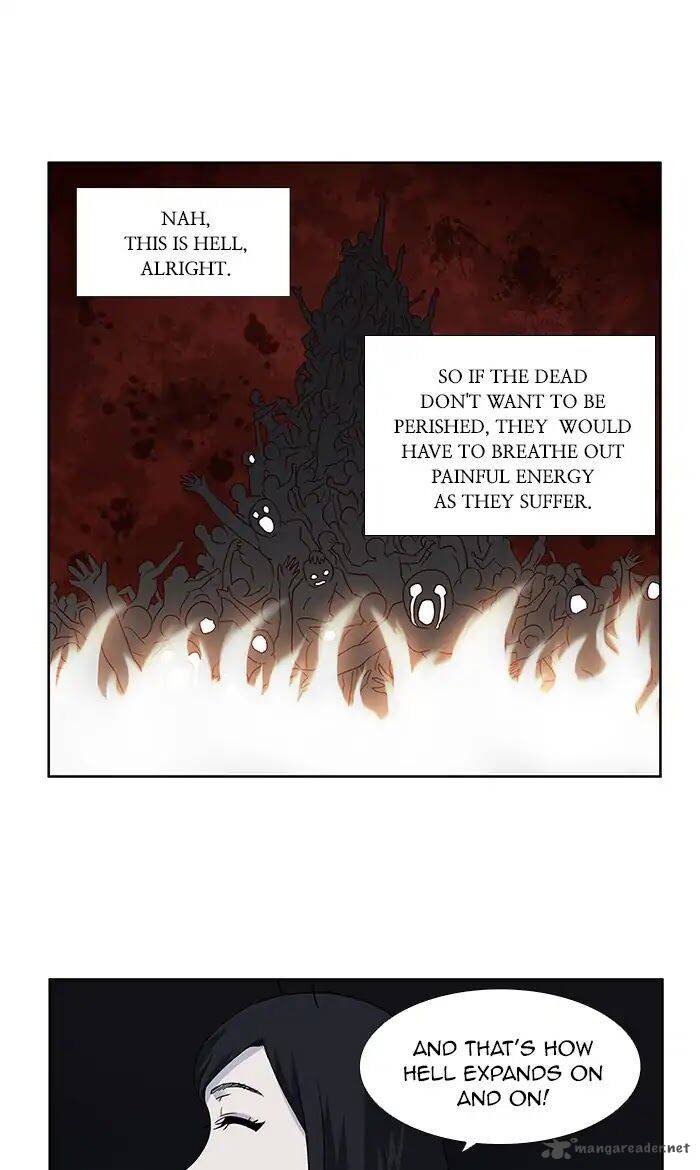 NAH,
THIS IS HELL,
ALRIGHT.
SO IF THE DEAD
DON'T WANT TO BE
PERISHED, THEY WOULD
HAVE TO BREATHE OUT
PAINFUL ENERGY
AS THEY SUFFER.
AND THAT'S HOW
HELL EXPANDS ON
AND ON!
mangareader.net